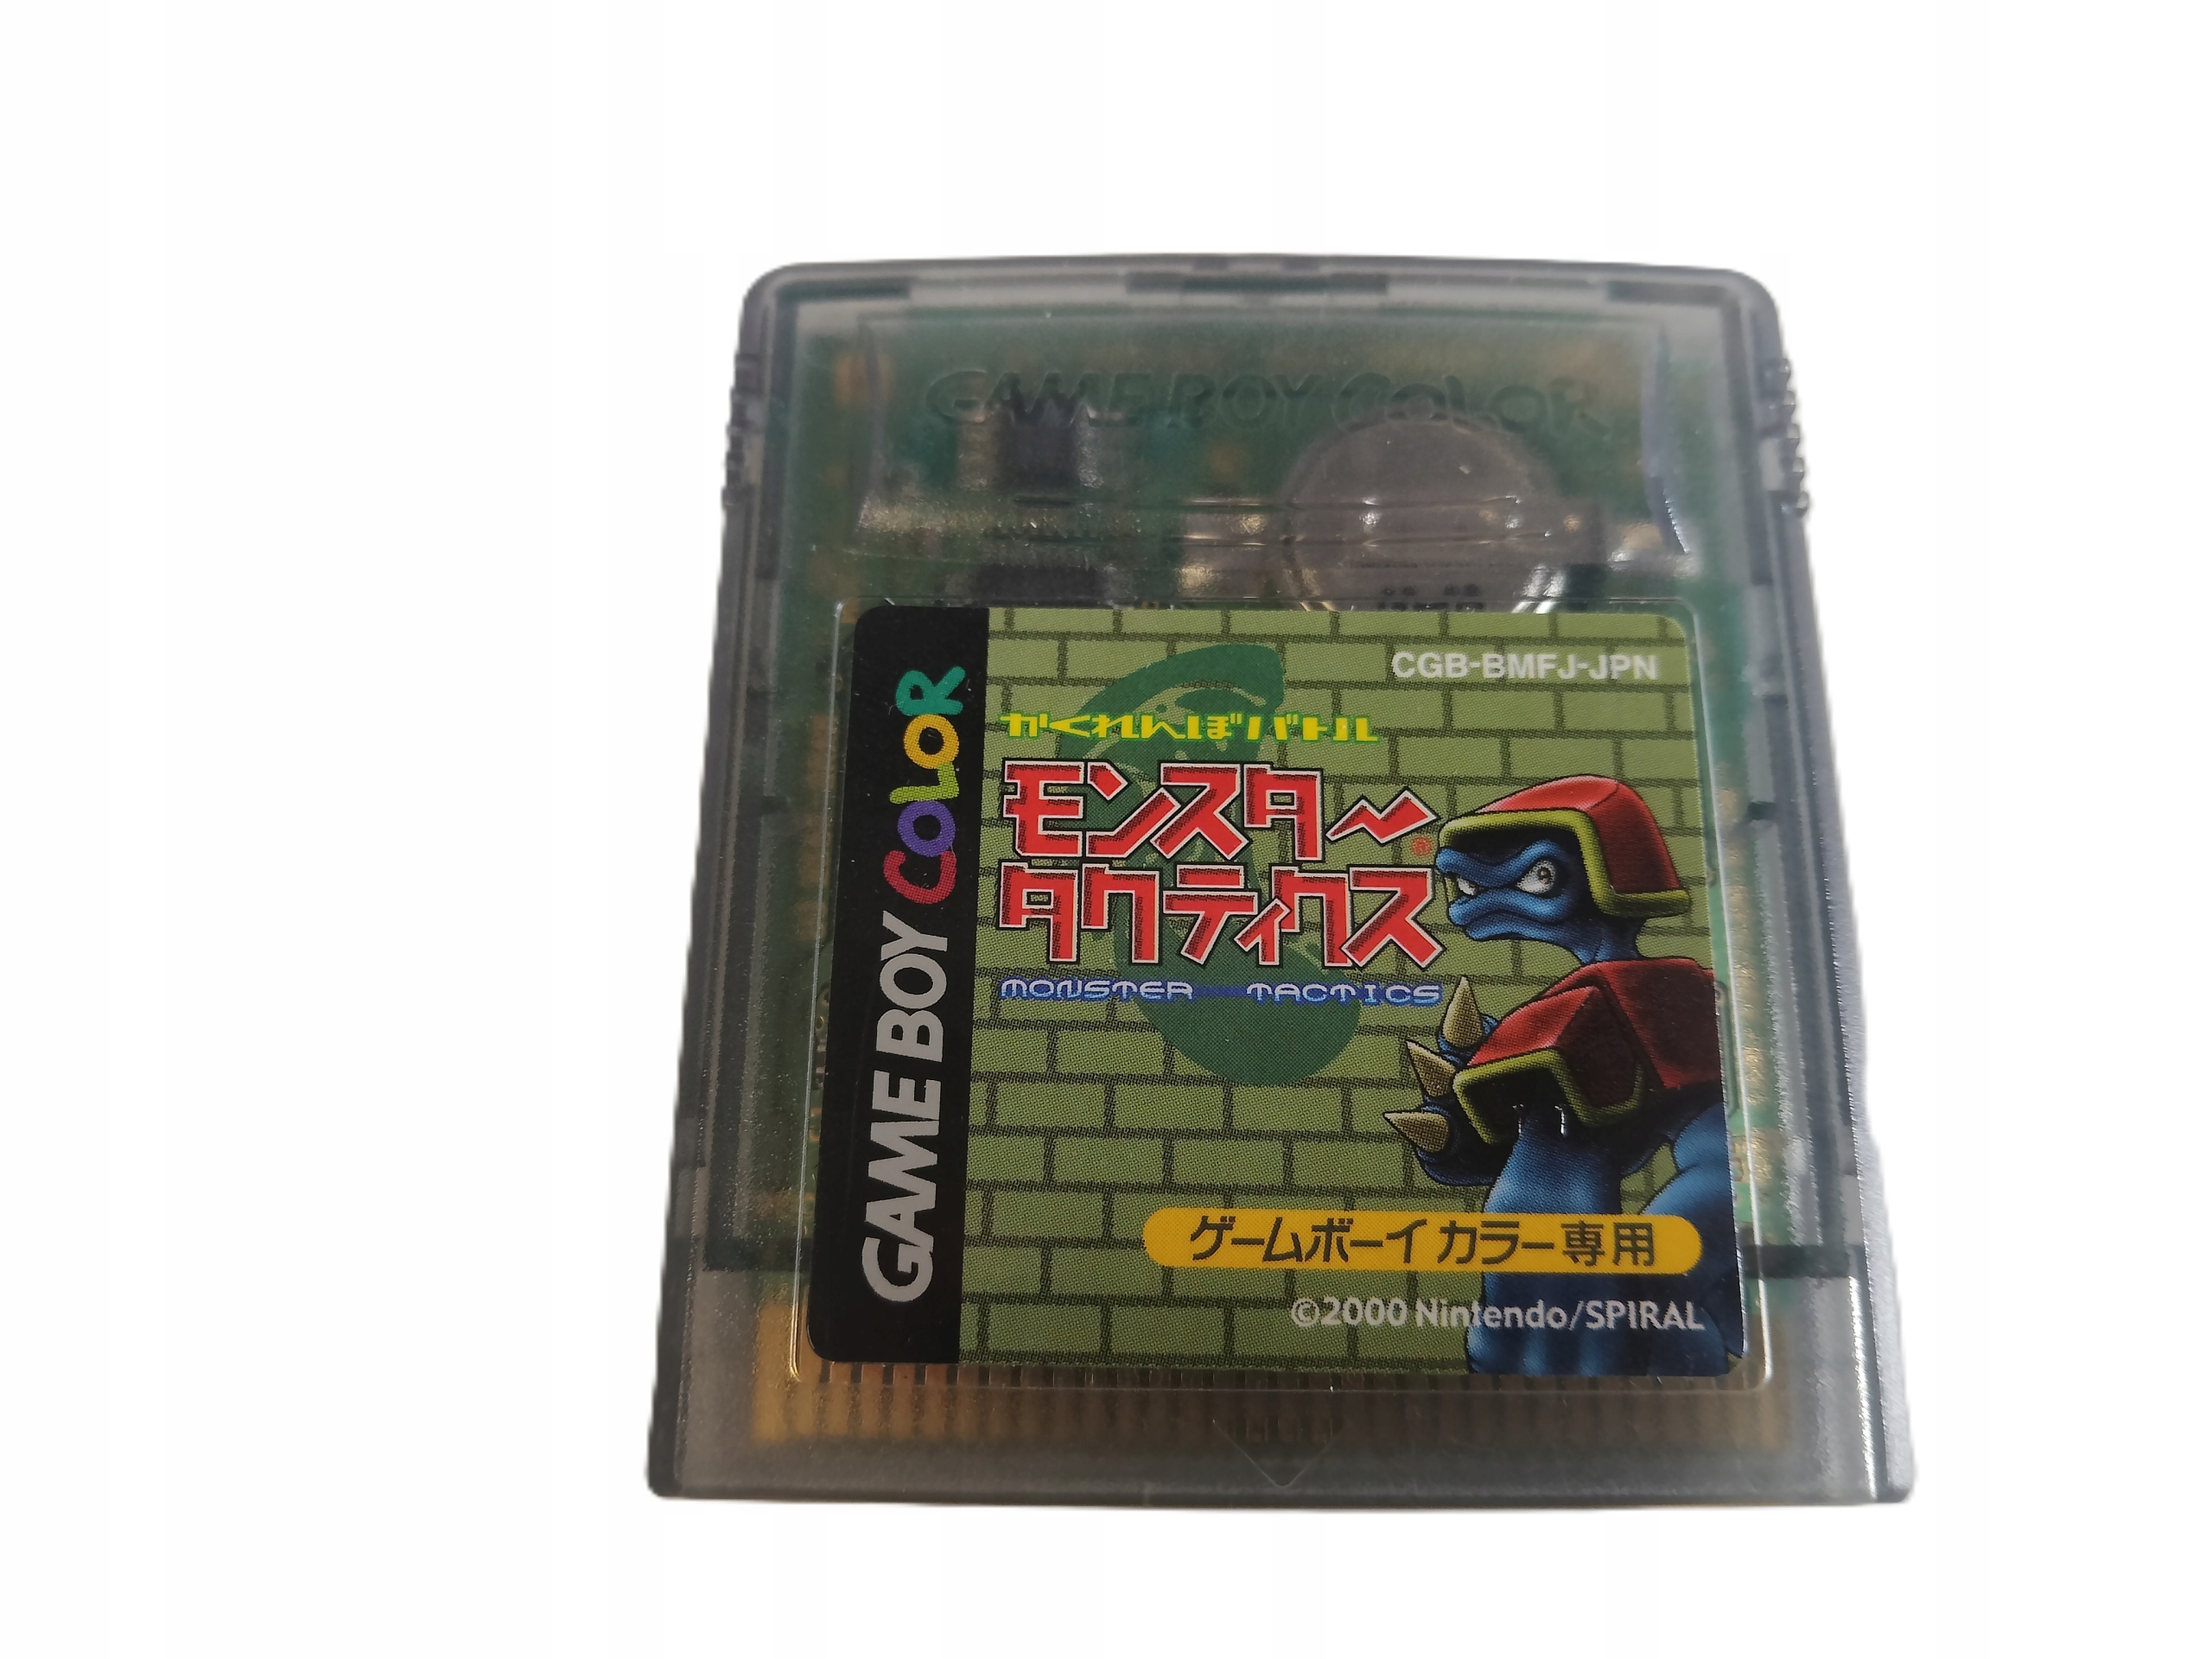 GAME BOY COLOR
GAME BOY COLOR
CGB-BMFJ-JPN
かくれんぼバトル
モンスター
タクティクス
MONSTER TACTICS
ゲームボーイカラー専用
©2000 Nintendo/SPIRAL